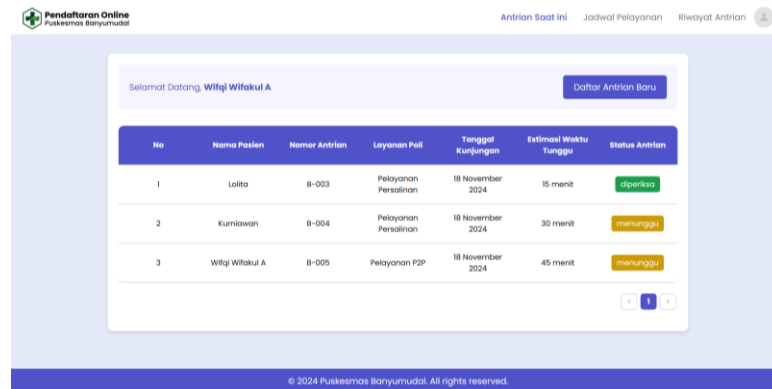 Pendaftaran Online
Puskesmas Banyumudal
Antrian Saat ini Jadwal Pelayanan Riwayat Antrian
Selamat Datang, Wifqi Wifakul A
Daftar Antrian Baru
No Nama Pasien Nomor Antrian Layanan Poli Tanggal Kunjungan Estimasi Waktu Tunggu Status Antrian
1 Lolita B-003 Pelayanan Persalinan 18 November 2024 15 menit diperiksa
2 Kurniawan B-004 Pelayanan Persalinan 18 November 2024 30 menit menunggu
3 Wifqi Wifakul A B-005 Pelayanan P2P 18 November 2024 45 menit menunggu
‹ 1 ›
© 2024 Puskesmas Banyumudal. All rights reserved.